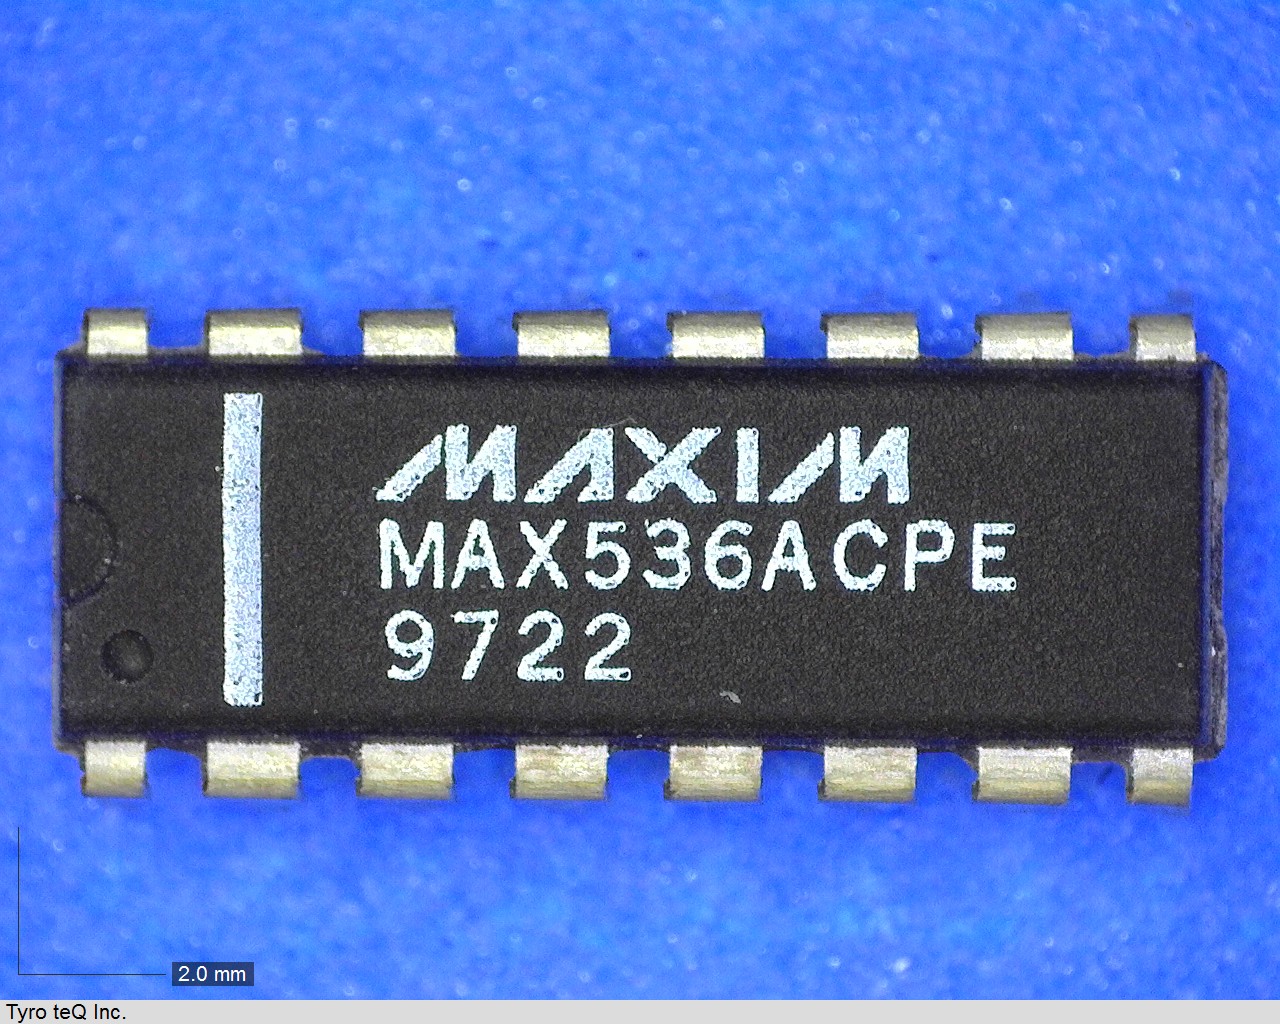 MAXIM
MAX536ACPE
9722
2.0 mm
Tyro teQ Inc.